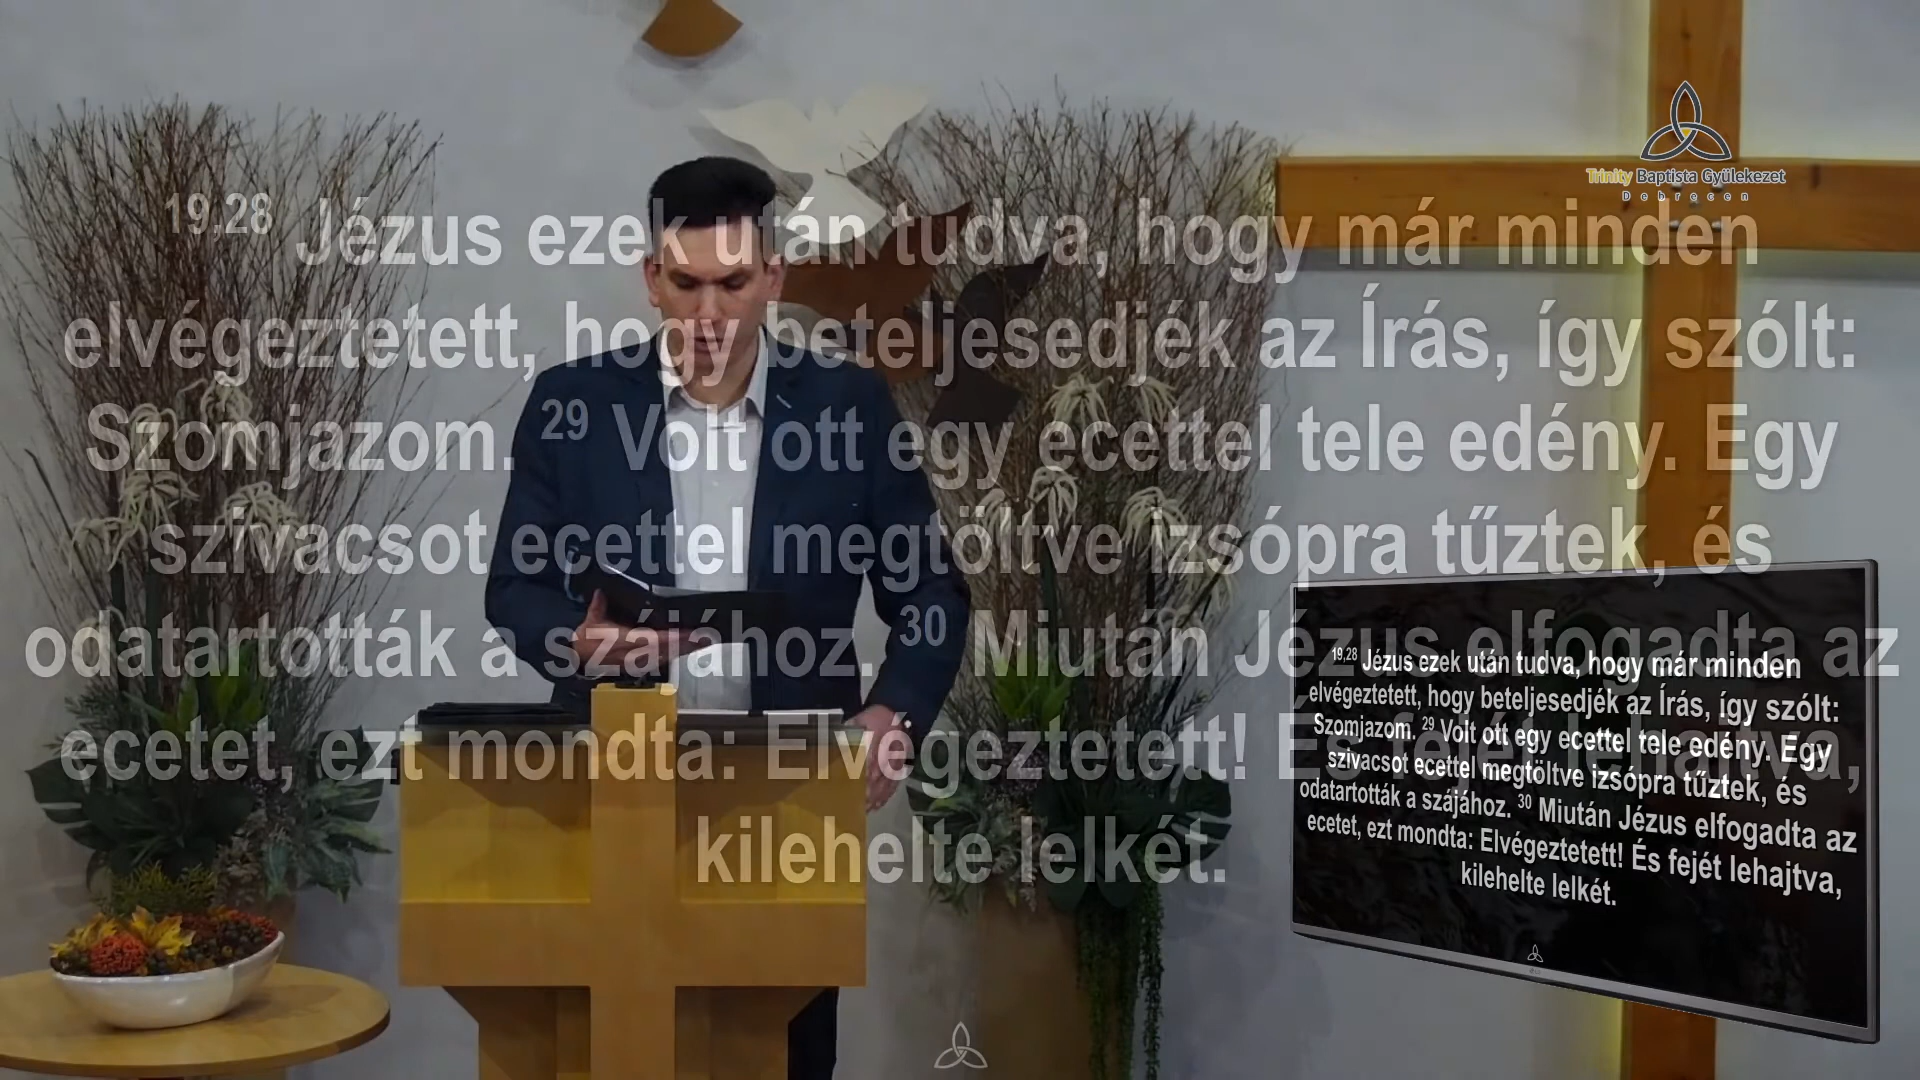 Trinity Baptista Gyülekezet
Debrecen
19,28 Jézus ezek után tudva, hogy már minden
elvégeztetett, hogy beteljesedjék az Írás, így szólt:
Szomjazom. 29 Volt ott egy ecettel tele edény. Egy
szivacsot ecettel megtöltve izsópra tűztek, és
odatartották a szájához. 30 Miután Jézus elfogadta az
ecetet, ezt mondta: Elvégeztetett! És fejét lehajtva,
kilehelte lelkét.
19,28 Jézus ezek után tudva, hogy már minden
elvégeztetett, hogy beteljesedjék az Írás, így szólt:
Szomjazom. 29 Volt ott egy ecettel tele edény. Egy
szivacsot ecettel megtöltve izsópra tűztek, és
odatartották a szájához. 30 Miután Jézus elfogadta az
ecetet, ezt mondta: Elvégeztetett! És fejét lehajtva,
kilehelte lelkét.
LG